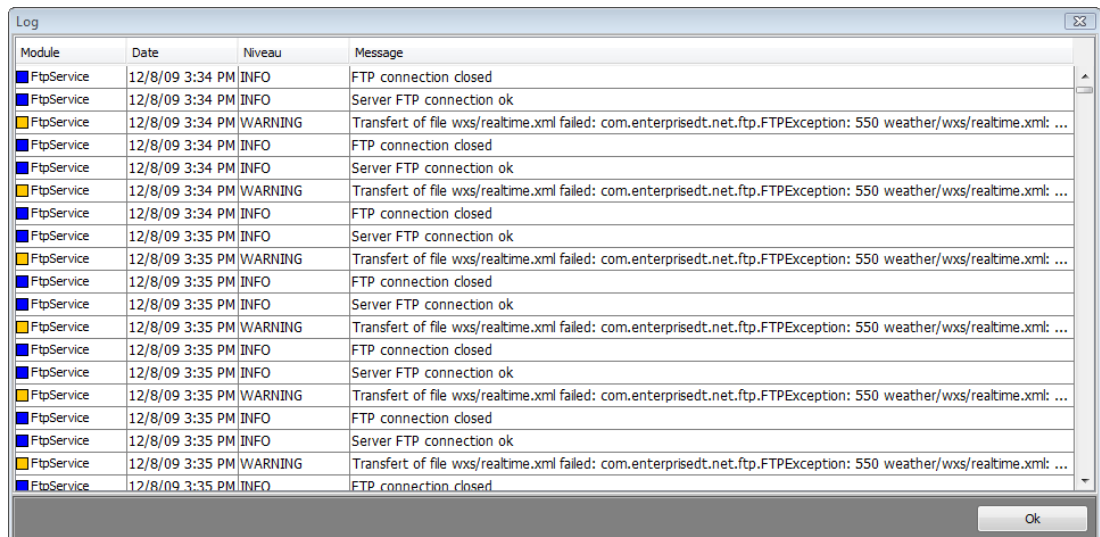 Log
Module Date Niveau Message
FtpService 12/8/09 3:34 PM INFO FTP connection closed
FtpService 12/8/09 3:34 PM INFO Server FTP connection ok
FtpService 12/8/09 3:34 PM WARNING Transfert of file wxs/realtime.xml failed: com.enterprisedt.net.ftp.FTPException: 550 weather/wxs/realtime.xml: ...
FtpService 12/8/09 3:34 PM INFO FTP connection closed
FtpService 12/8/09 3:34 PM INFO Server FTP connection ok
FtpService 12/8/09 3:34 PM WARNING Transfert of file wxs/realtime.xml failed: com.enterprisedt.net.ftp.FTPException: 550 weather/wxs/realtime.xml: ...
FtpService 12/8/09 3:34 PM INFO FTP connection closed
FtpService 12/8/09 3:35 PM INFO Server FTP connection ok
FtpService 12/8/09 3:35 PM WARNING Transfert of file wxs/realtime.xml failed: com.enterprisedt.net.ftp.FTPException: 550 weather/wxs/realtime.xml: ...
FtpService 12/8/09 3:35 PM INFO FTP connection closed
FtpService 12/8/09 3:35 PM INFO Server FTP connection ok
FtpService 12/8/09 3:35 PM WARNING Transfert of file wxs/realtime.xml failed: com.enterprisedt.net.ftp.FTPException: 550 weather/wxs/realtime.xml: ...
FtpService 12/8/09 3:35 PM INFO FTP connection closed
FtpService 12/8/09 3:35 PM INFO Server FTP connection ok
FtpService 12/8/09 3:35 PM WARNING Transfert of file wxs/realtime.xml failed: com.enterprisedt.net.ftp.FTPException: 550 weather/wxs/realtime.xml: ...
FtpService 12/8/09 3:35 PM INFO FTP connection closed
FtpService 12/8/09 3:35 PM INFO Server FTP connection ok
FtpService 12/8/09 3:35 PM WARNING Transfert of file wxs/realtime.xml failed: com.enterprisedt.net.ftp.FTPException: 550 weather/wxs/realtime.xml: ...
FtpService 12/8/09 3:35 PM INFO FTP connection closed
Ok